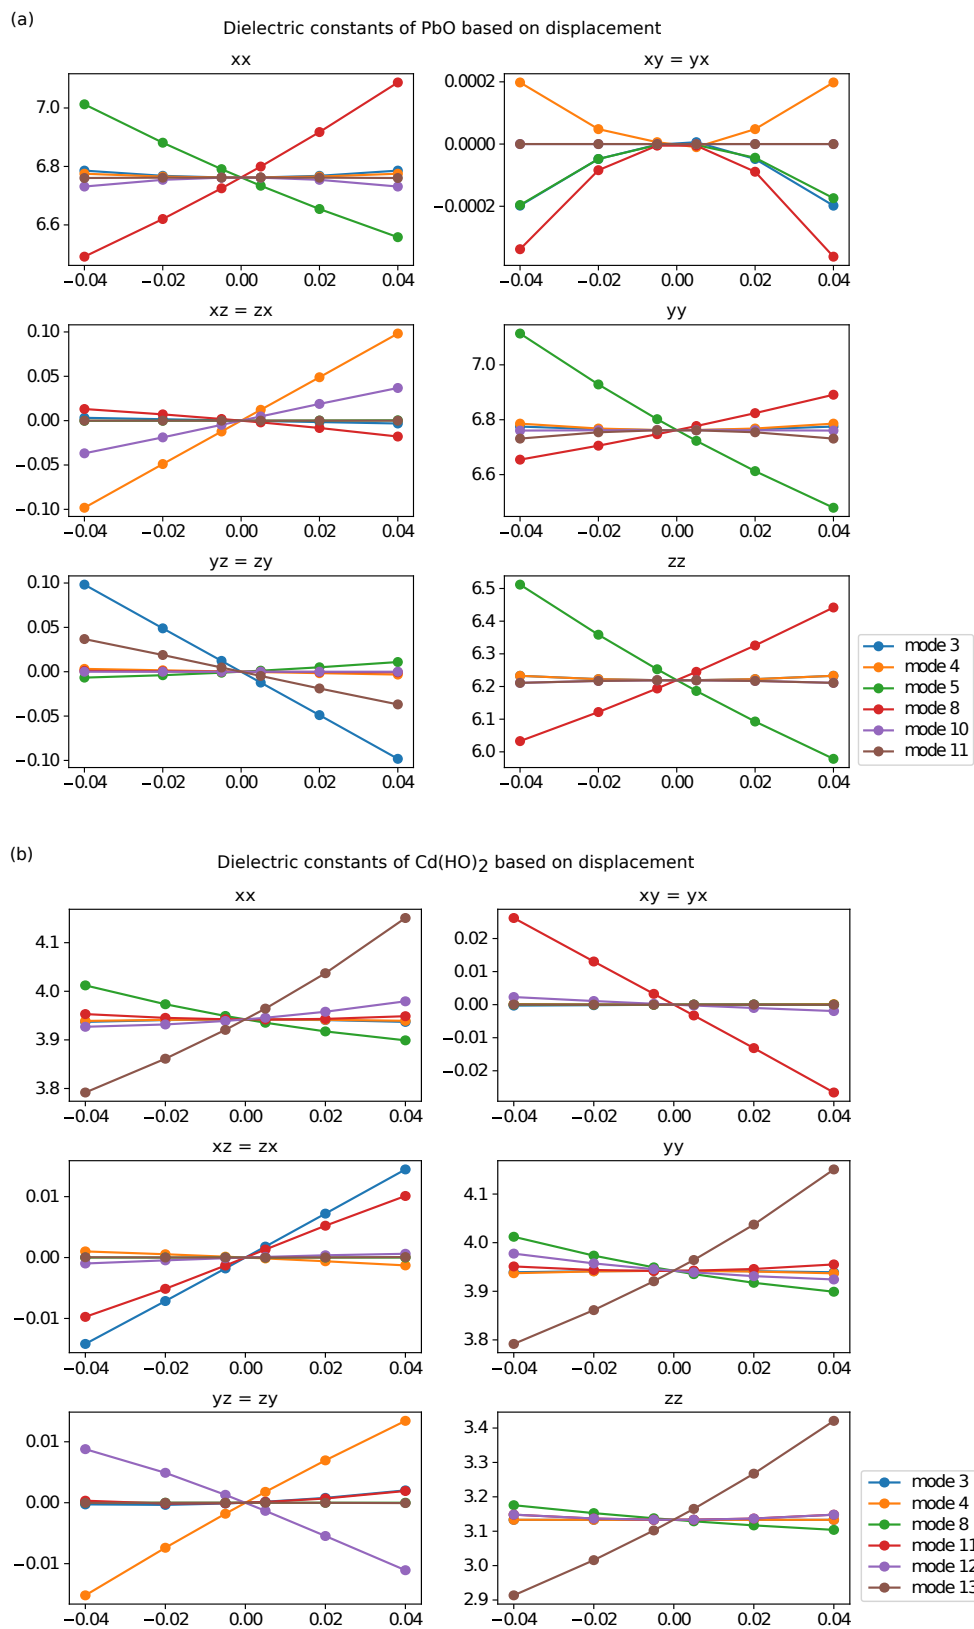 (a)
Dielectric constants of PbO based on displacement
xx
xy = yx
7.0
6.8
6.6
−0.04 −0.02 0.00 0.02 0.04
0.0002
0.0000
−0.0002
−0.04 −0.02 0.00 0.02 0.04
xz = zx
yy
0.10
0.05
0.00
−0.05
−0.10
−0.04 −0.02 0.00 0.02 0.04
7.0
6.8
6.6
−0.04 −0.02 0.00 0.02 0.04
yz = zy
zz
0.10
0.05
0.00
−0.05
−0.10
−0.04 −0.02 0.00 0.02 0.04
6.5
6.4
6.3
6.2
6.1
6.0
−0.04 −0.02 0.00 0.02 0.04
mode 3
mode 4
mode 5
mode 8
mode 10
mode 11
(b)
Dielectric constants of Cd(HO)2 based on displacement
xx
xy = yx
4.1
4.0
3.9
3.8
−0.04 −0.02 0.00 0.02 0.04
0.02
0.01
0.00
−0.01
−0.02
−0.04 −0.02 0.00 0.02 0.04
xz = zx
yy
0.01
0.00
−0.01
−0.04 −0.02 0.00 0.02 0.04
4.1
4.0
3.9
3.8
−0.04 −0.02 0.00 0.02 0.04
yz = zy
zz
0.01
0.00
−0.01
−0.04 −0.02 0.00 0.02 0.04
3.4
3.3
3.2
3.1
3.0
2.9
−0.04 −0.02 0.00 0.02 0.04
mode 3
mode 4
mode 8
mode 11
mode 12
mode 13